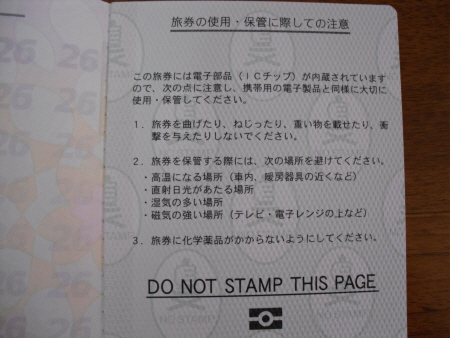 旅券の使用・保管に際しての注意
この旅券には電子部品（ＩＣチップ）が内蔵されています
ので、次の点に注意し、携帯用の電子製品と同様に大切に
使用・保管してください。
1．旅券を曲げたり、ねじったり、重い物を載せたり、衝
撃を与えたりしないでください。
2．旅券を保管する際には、次の場所を避けてください。
・高温になる場所（車内、暖房器具の近くなど）
・直射日光があたる場所
・湿気の多い場所
・磁気の強い場所（テレビ・電子レンジの上など）
3．旅券に化学薬品がかからないようにしてください。
DO NOT STAMP THIS PAGE
26
26
26
26
NO STAMP
NO STAMP